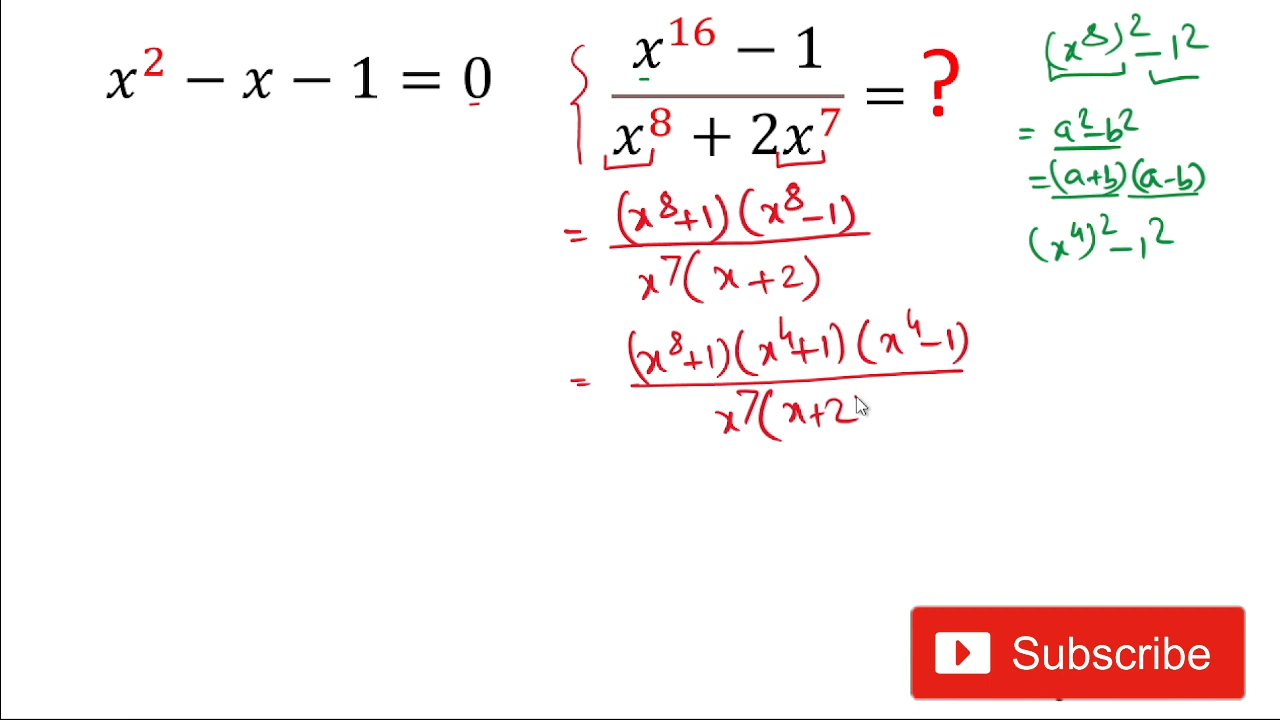 x² − x − 1 = 0
(x¹⁶ − 1)/(x⁸ + 2x⁷) = ?
= (x⁸+1)(x⁸−1)/x⁷(x+2)
= (x⁸+1)(x⁴+1)(x⁴−1)/x⁷(x+2
(x⁸)² − 1²
= a² − b²
= (a+b)(a−b)
(x⁴)² − 1²
Subscribe